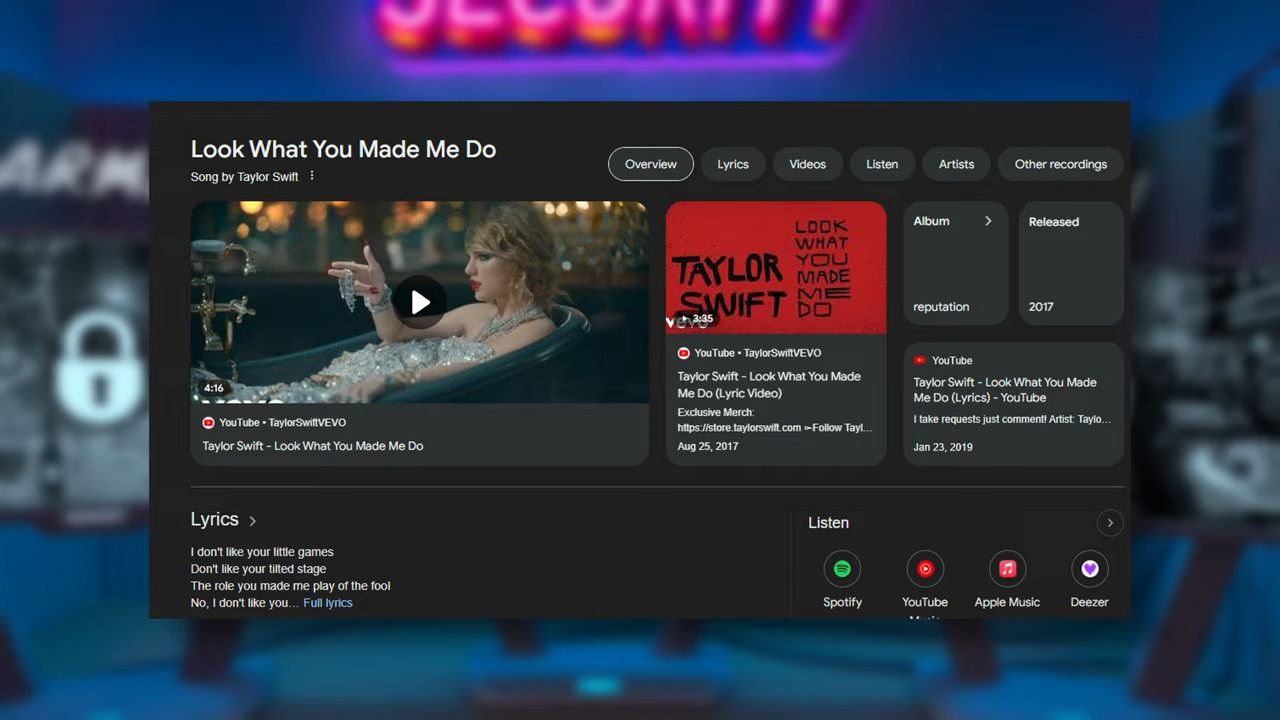 SECURITY
ARM
Look What You Made Me Do
Song by Taylor Swift
Overview
Lyrics
Videos
Listen
Artists
Other recordings
4:16
YouTube • TaylorSwiftVEVO
Taylor Swift - Look What You Made Me Do
TAYLOR
SWIFT
LOOK
WHAT
YOU
MADE
ME
DO
vevo
3:35
YouTube • TaylorSwiftVEVO
Taylor Swift - Look What You Made
Me Do (Lyric Video)
Exclusive Merch:
https://store.taylorswift.com ►Follow Tayl...
Aug 25, 2017
Album
reputation
Released
2017
YouTube
Taylor Swift - Look What You Made
Me Do (Lyrics) - YouTube
I take requests just comment! Artist: Taylo...
Jan 23, 2019
Lyrics
I don't like your little games
Don't like your tilted stage
The role you made me play of the fool
No, I don't like you... Full lyrics
Listen
Spotify
YouTube
Music
Apple Music
Deezer